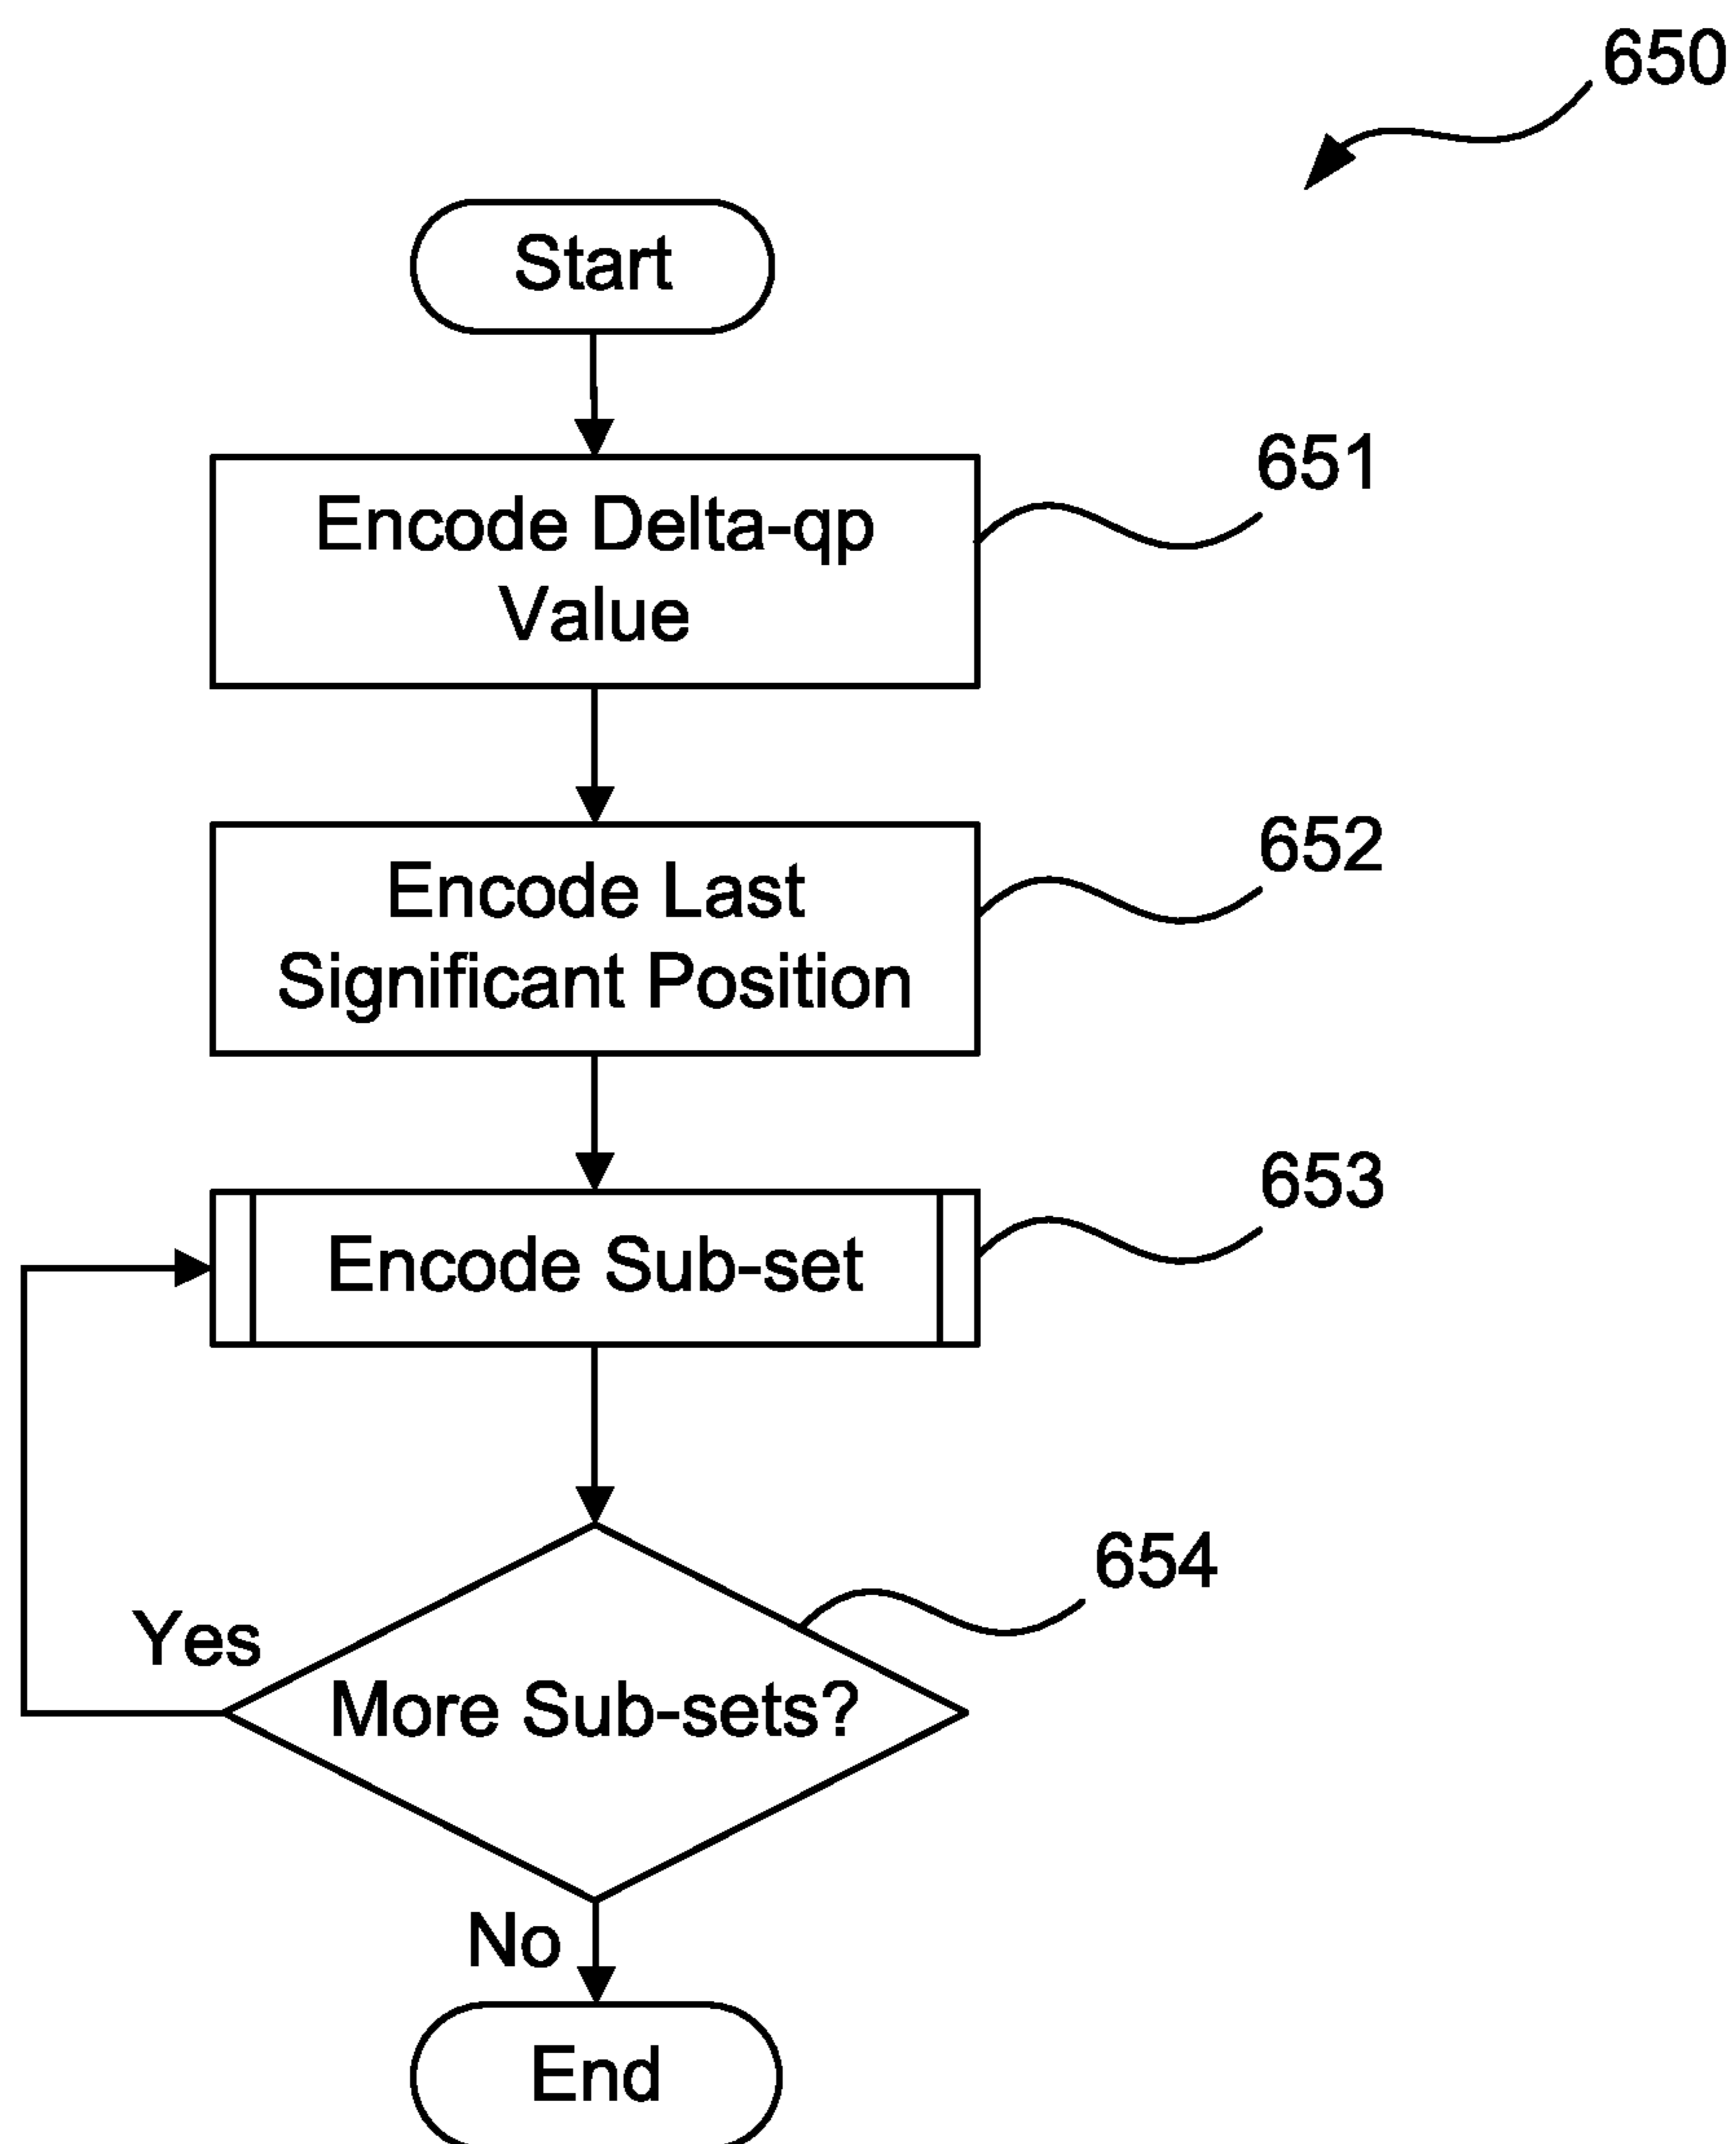 650
Start
651
Encode Delta-qp
Value
652
Encode Last
Significant Position
653
Encode Sub-set
654
Yes
More Sub-sets?
No
End